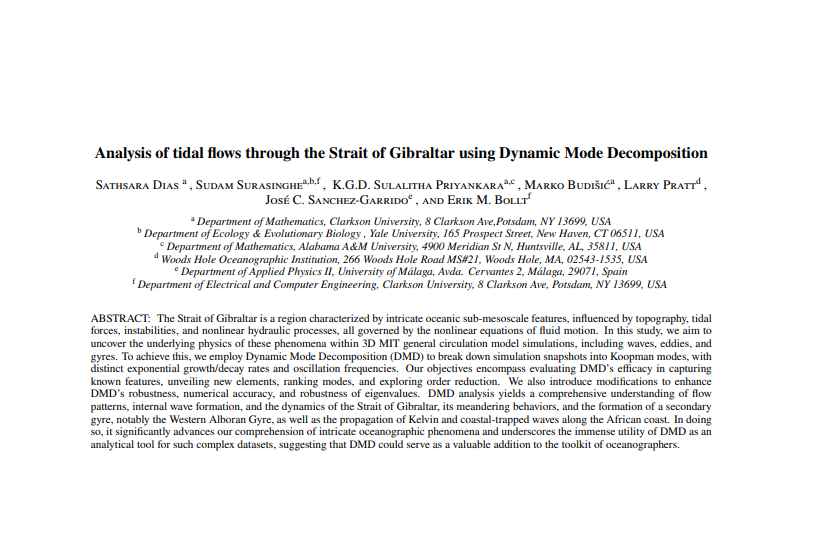 Analysis of tidal flows through the Strait of Gibraltar using Dynamic Mode Decomposition
SATHSARA DIAS a , SUDAM SURASINGHEa,b,f , K.G.D. SULALITHA PRIYANKARAa,c , MARKO BUDIŠIĆa , LARRY PRATTd ,
JOSÉ C. SANCHEZ-GARRIDOe , AND ERIK M. BOLLTf
a Department of Mathematics, Clarkson University, 8 Clarkson Ave,Potsdam, NY 13699, USA
b Department of Ecology & Evolutionary Biology , Yale University, 165 Prospect Street, New Haven, CT 06511, USA
c Department of Mathematics, Alabama A&M University, 4900 Meridian St N, Huntsville, AL, 35811, USA
d Woods Hole Oceanographic Institution, 266 Woods Hole Road MS#21, Woods Hole, MA, 02543-1535, USA
e Department of Applied Physics II, University of Málaga, Avda. Cervantes 2, Málaga, 29071, Spain
f Department of Electrical and Computer Engineering, Clarkson University, 8 Clarkson Ave, Potsdam, NY 13699, USA
ABSTRACT: The Strait of Gibraltar is a region characterized by intricate oceanic sub-mesoscale features, influenced by topography, tidal
forces, instabilities, and nonlinear hydraulic processes, all governed by the nonlinear equations of fluid motion. In this study, we aim to
uncover the underlying physics of these phenomena within 3D MIT general circulation model simulations, including waves, eddies, and
gyres. To achieve this, we employ Dynamic Mode Decomposition (DMD) to break down simulation snapshots into Koopman modes, with
distinct exponential growth/decay rates and oscillation frequencies. Our objectives encompass evaluating DMD's efficacy in capturing
known features, unveiling new elements, ranking modes, and exploring order reduction. We also introduce modifications to enhance
DMD's robustness, numerical accuracy, and robustness of eigenvalues. DMD analysis yields a comprehensive understanding of flow
patterns, internal wave formation, and the dynamics of the Strait of Gibraltar, its meandering behaviors, and the formation of a secondary
gyre, notably the Western Alboran Gyre, as well as the propagation of Kelvin and coastal-trapped waves along the African coast. In doing
so, it significantly advances our comprehension of intricate oceanographic phenomena and underscores the immense utility of DMD as an
analytical tool for such complex datasets, suggesting that DMD could serve as a valuable addition to the toolkit of oceanographers.